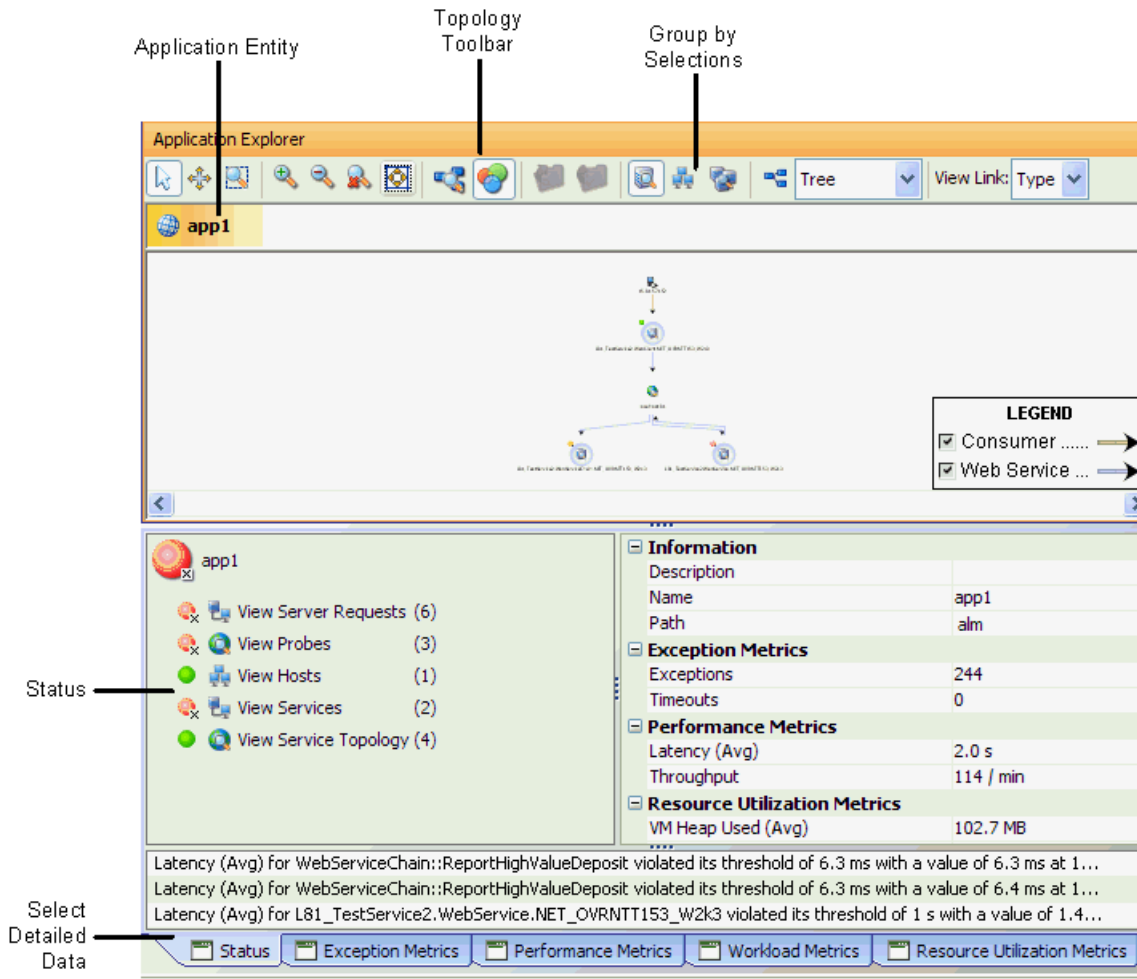 Topology
Toolbar
Application Entity
Group by
Selections
Application Explorer
Tree
View Link: Type
app1
LEGEND
Consumer ......
Web Service ...
app1
View Server Requests (6)
View Probes (3)
View Hosts (1)
View Services (2)
View Service Topology (4)
Status
Information
Description
Name app1
Path alm
Exception Metrics
Exceptions 244
Timeouts 0
Performance Metrics
Latency (Avg) 2.0 s
Throughput 114 / min
Resource Utilization Metrics
VM Heap Used (Avg) 102.7 MB
Latency (Avg) for WebServiceChain::ReportHighValueDeposit violated its threshold of 6.3 ms with a value of 6.3 ms at 1...
Latency (Avg) for WebServiceChain::ReportHighValueDeposit violated its threshold of 6.3 ms with a value of 6.4 ms at 1...
Latency (Avg) for L81_TestService2.WebService.NET_OVRNTT153_W2k3 violated its threshold of 1 s with a value of 1.4...
Select
Detailed
Data
Status
Exception Metrics
Performance Metrics
Workload Metrics
Resource Utilization Metrics